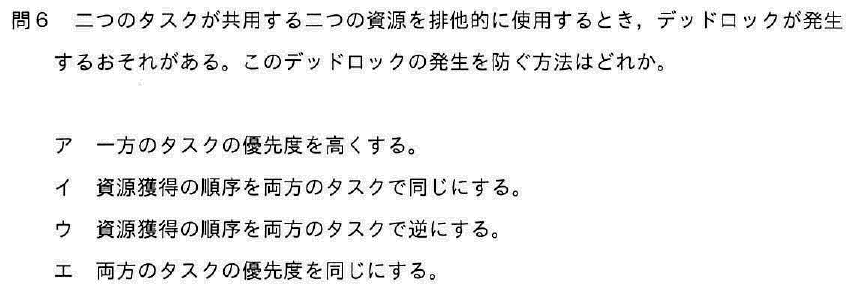 問6 二つのタスクが共用する二つの資源を排他的に使用するとき，デッドロックが発生
するおそれがある。このデッドロックの発生を防ぐ方法はどれか。
ア 一方のタスクの優先度を高くする。
イ 資源獲得の順序を両方のタスクで同じにする。
ウ 資源獲得の順序を両方のタスクで逆にする。
エ 両方のタスクの優先度を同じにする。